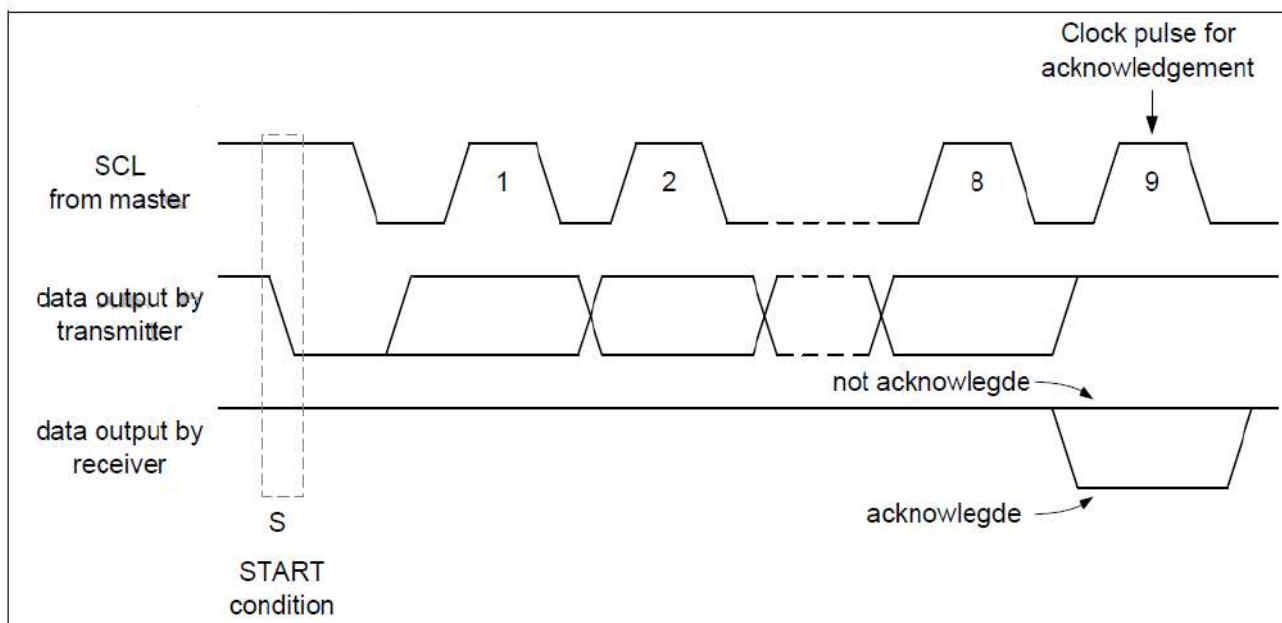 Clock pulse for
acknowledgement
SCL
from master
1
2
8
9
data output by
transmitter
not acknowlegde
data output by
receiver
acknowlegde
S
START
condition